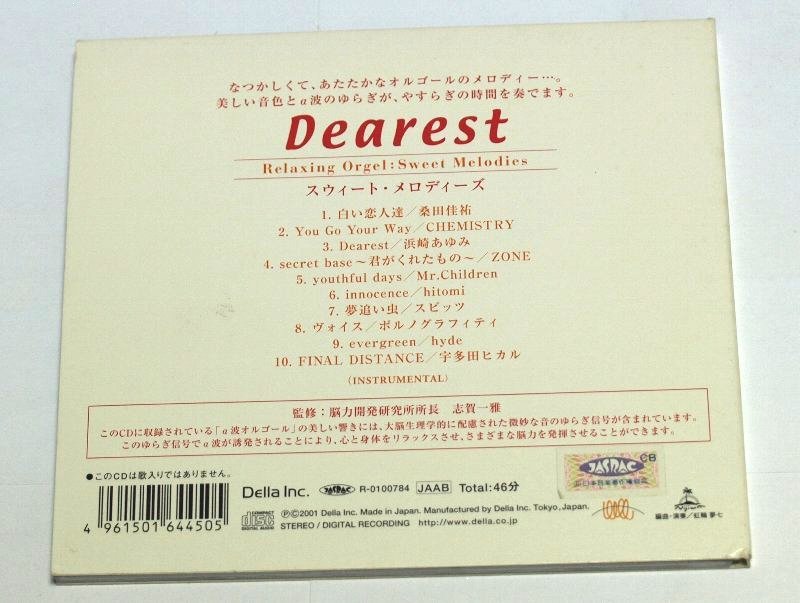 なつかしくて、あたたかなオルゴールのメロディー…。
美しい音色とα波のゆらぎが、やすらぎの時間を奏でます。
Dearest
Relaxing Orgel:Sweet Melodies
スウィート・メロディーズ
1. 白い恋人達／桑田佳祐
2. You Go Your Way／CHEMISTRY
3. Dearest／浜崎あゆみ
4. secret base～君がくれたもの～／ZONE
5. youthful days／Mr.Children
6. innocence／hitomi
7. 夢追い虫／スピッツ
8. ヴォイス／ポルノグラフィティ
9. evergreen／hyde
10. FINAL DISTANCE／宇多田ヒカル
(INSTRUMENTAL)
監修：脳力開発研究所所長 志賀一雅
このCDに収録されている「α波オルゴール」の美しい響きには、大脳生理学的に配慮された微妙な音のゆらぎ信号が含まれています。
このゆらぎ信号でα波が誘発されることにより、心と身体をリラックスさせ、さまざまな脳力を発揮させることができます。
●このCDは歌入りではありません。
4 961501 644505
Della Inc. JASRAC R-0100784 JAAB Total:46分
COMPACT disc DIGITAL AUDIO
ⓅⒸ2001 Della Inc. Made in Japan. Manufactured by Della Inc. Tokyo, Japan.
STEREO / DIGITAL RECORDING http://www.della.co.jp
JASRAC CB
編曲・演奏／虹輪 夢七